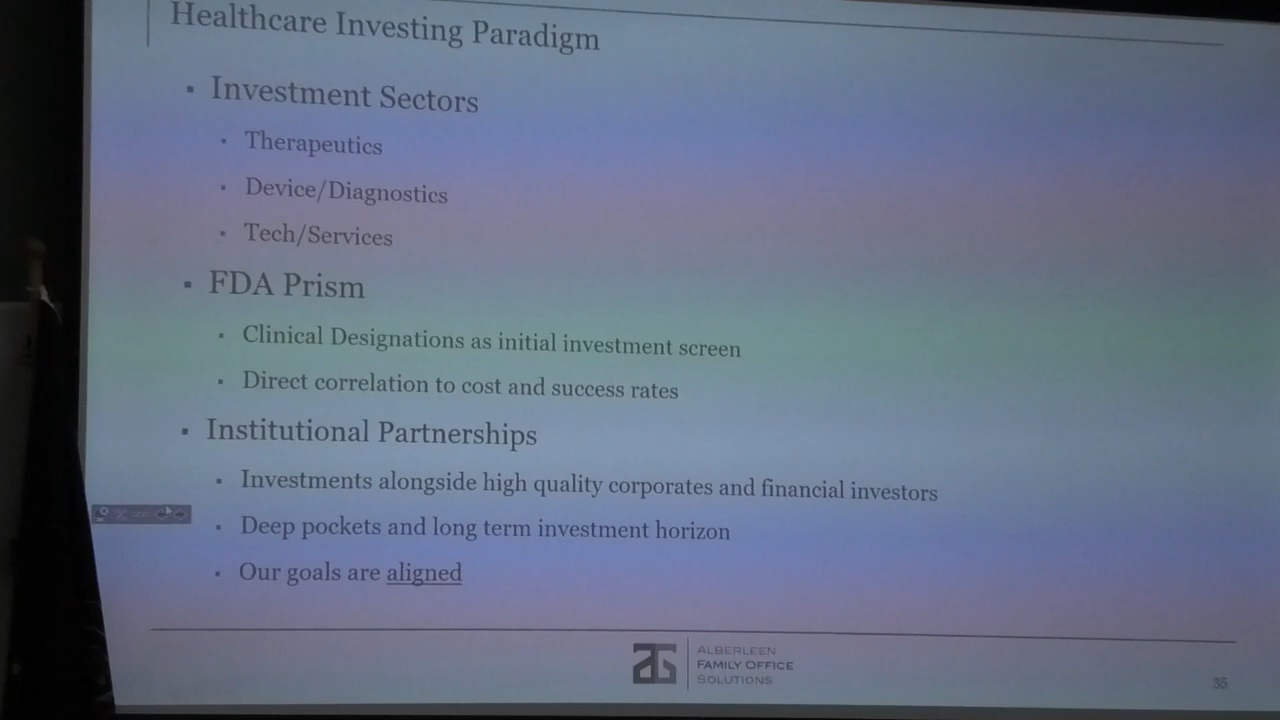 Healthcare Investing Paradigm
Investment Sectors
Therapeutics
Device/Diagnostics
Tech/Services
FDA Prism
Clinical Designations as initial investment screen
Direct correlation to cost and success rates
Institutional Partnerships
Investments alongside high quality corporates and financial investors
Deep pockets and long term investment horizon
Our goals are aligned
ALBERLEEN
FAMILY OFFICE
SOLUTIONS
35